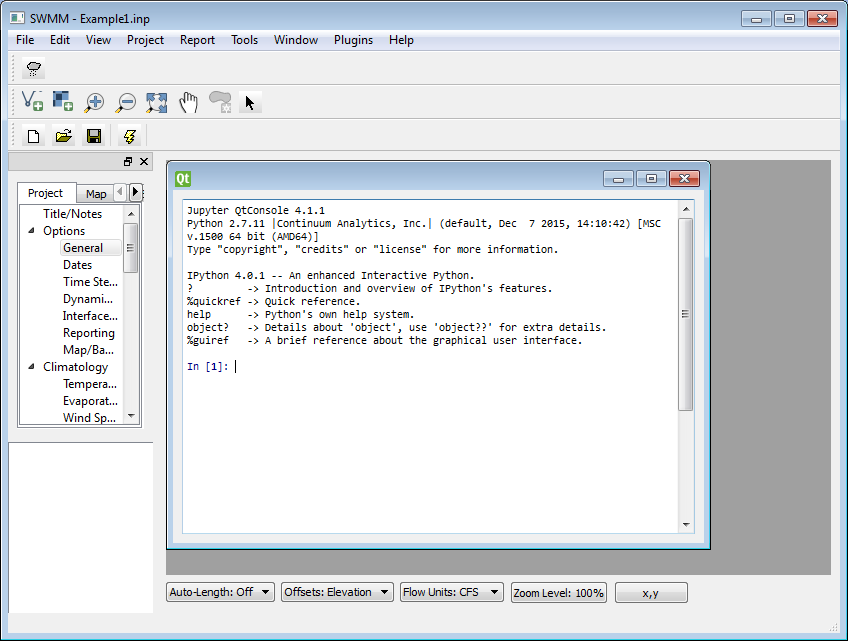 SWMM - Example1.inp
File Edit View Project Report Tools Window Plugins Help
Project Map
Title/Notes
Options
General
Dates
Time Ste...
Dynami...
Interface...
Reporting
Map/Ba...
Climatology
Tempera...
Evaporat...
Wind Sp...
Qt
Jupyter QtConsole 4.1.1
Python 2.7.11 |Continuum Analytics, Inc.| (default, Dec  7 2015, 14:10:42) [MSC
v.1500 64 bit (AMD64)]
Type "copyright", "credits" or "license" for more information.
IPython 4.0.1 -- An enhanced Interactive Python.
?         -> Introduction and overview of IPython's features.
%quickref -> Quick reference.
help      -> Python's own help system.
object?   -> Details about 'object', use 'object??' for extra details.
%guiref   -> A brief reference about the graphical user interface.
In [1]:
Auto-Length: Off Offsets: Elevation Flow Units: CFS Zoom Level: 100% x,y